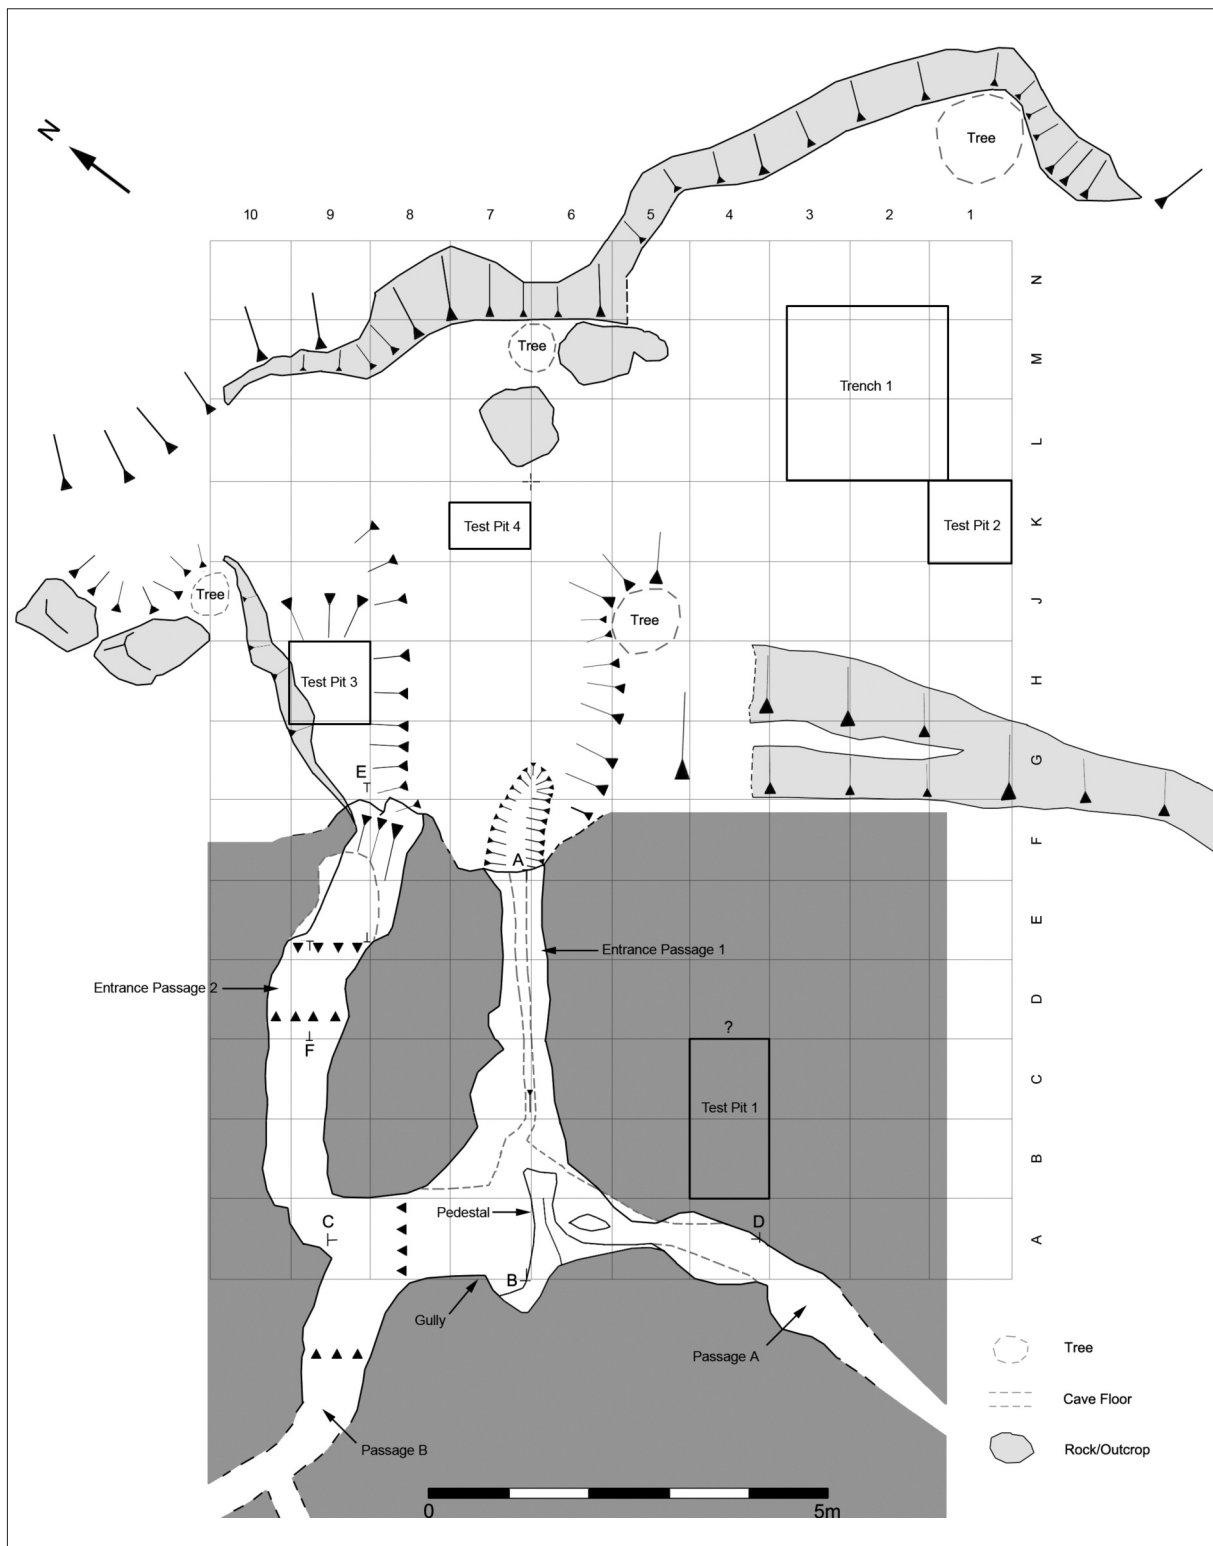 N
Tree
10 9 8 7 6 5 4 3 2 1
N
Tree
M
Trench 1
L
Test Pit 4
Test Pit 2
K
Tree
Tree
J
Test Pit 3
H
E
G
A
F
E
Entrance Passage 1
Entrance Passage 2
D
?
F
C
Test Pit 1
B
Pedestal
C
D
A
B
Gully
Passage A
Tree
Cave Floor
Passage B
Rock/Outcrop
0 5m